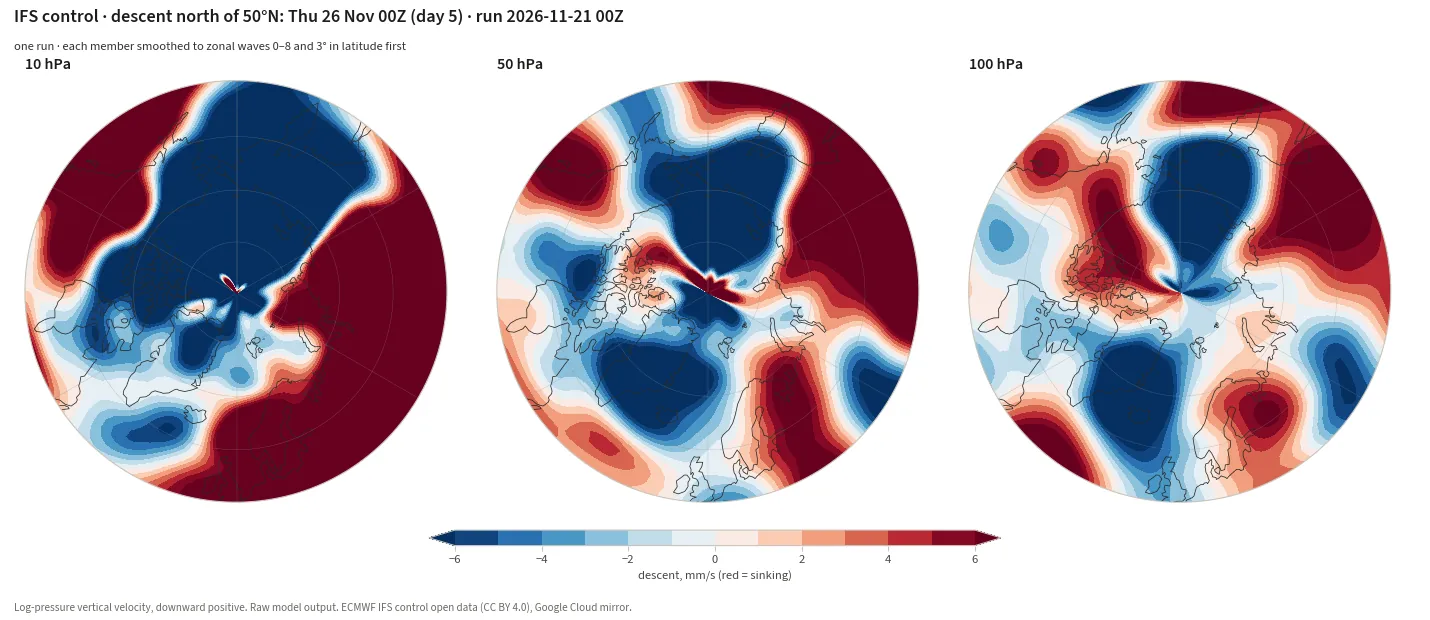 IFS control · descent north of 50°N: Thu 26 Nov 00Z (day 5) · run 2026-11-21 00Z
one run · each member smoothed to zonal waves 0–8 and 3° in latitude first
10 hPa
50 hPa
100 hPa
−6
−4
−2
0
2
4
6
descent, mm/s (red = sinking)
Log-pressure vertical velocity, downward positive. Raw model output. ECMWF IFS control open data (CC BY 4.0), Google Cloud mirror.